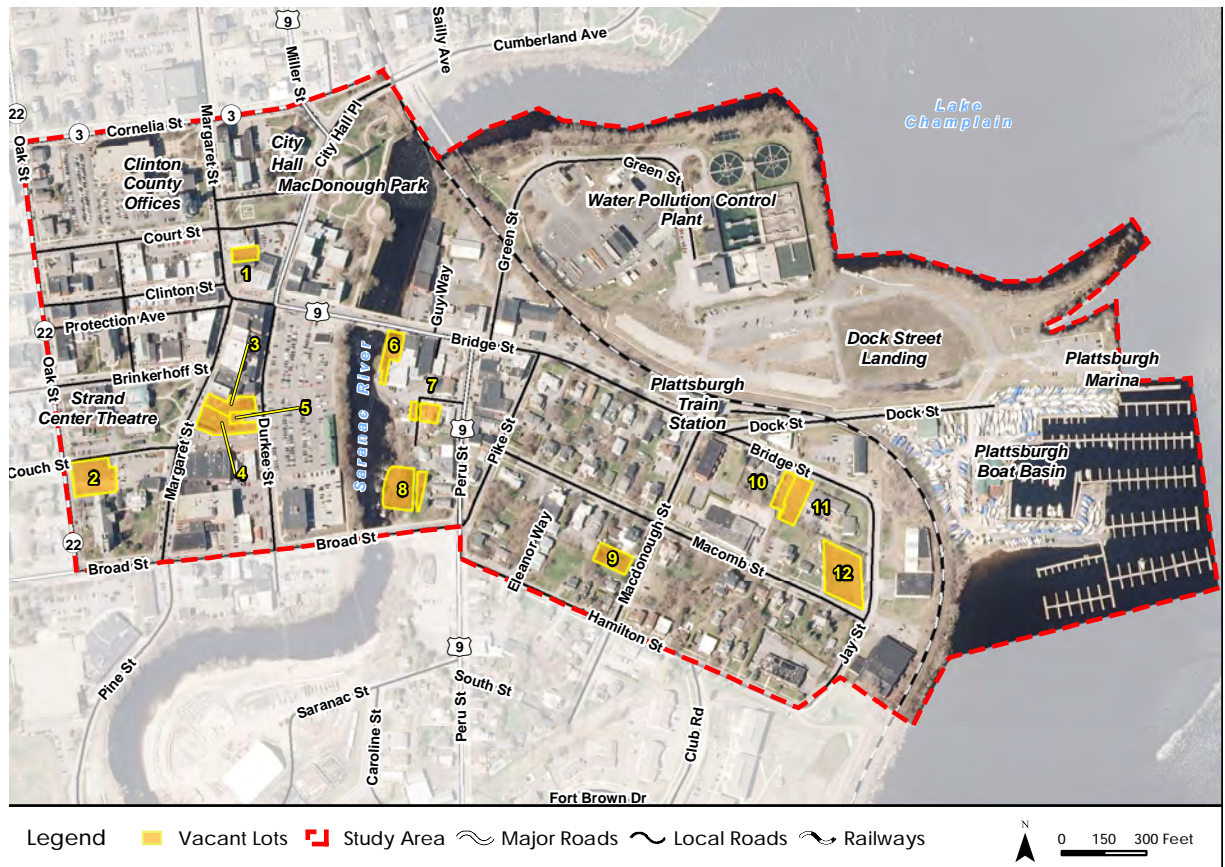 9
Sailly Ave
Cumberland Ave
Miller St
22
3
Cornelia St
3
Margaret St
City Hall Pl
Lake
Champlain
Oak St
Clinton
County
Offices
City
Hall
MacDonough Park
Green St
Water Pollution Control
Plant
Green St
Court St
1
Guy Way
Clinton St
9
Protection Ave
22
3
6
Bridge St
Dock Street
Landing
Oak St
Brinkerhoff St
Saranac River
7
Plattsburgh
Train
Station
Plattsburgh
Marina
Strand
Center Theatre
5
Dock St
Dock St
Margaret St
Durkee St
9
Pike St
Peru St
Couch St
2
4
8
Bridge St
10
11
Plattsburgh
Boat Basin
22
Broad St
Broad St
Eleanor Way
9
Macdonough St
Macomb St
12
Hamilton St
Jay St
Pine St
9
South St
Saranac St
Caroline St
Peru St
Club Rd
Fort Brown Dr
Legend
Vacant Lots
Study Area
Major Roads
Local Roads
Railways
N
0 150 300 Feet